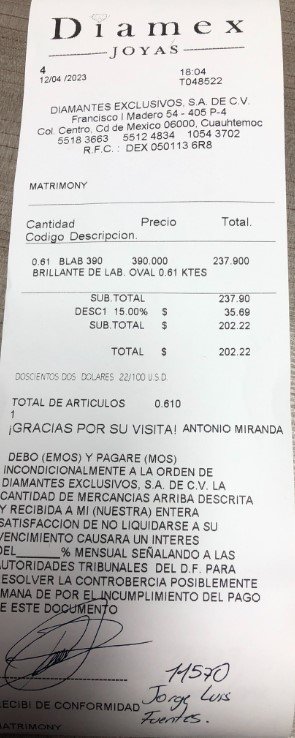 Diamex
JOYAS
4 18:04
12/04 /2023 T048522
DIAMANTES EXCLUSIVOS, S.A. DE C.V.
Francisco I Madero 54 - 405 P-4
Col. Centro, Cd de Mexico 06000, Cuauhtemoc
5518 3663 5512 4834 1054 3702
R.F.C. : DEX 050113 6R8
MATRIMONY
Cantidad Precio Total.
Codigo Descripcion.
0.61 BLAB 390 390.000 237.900
BRILLANTE DE LAB. OVAL 0.61 KTES
SUB.TOTAL 237.90
DESC1 15.00% $ 35.69
SUB.TOTAL $ 202.22
TOTAL $ 202.22
DOSCIENTOS DOS DOLARES 22/100 U.S.D.
TOTAL DE ARTICULOS 0.610
1
¡GRACIAS POR SU VISITA! ANTONIO MIRANDA
DEBO (EMOS) Y PAGARE (MOS)
INCONDICIONALMENTE A LA ORDEN DE
DIAMANTES EXCLUSIVOS, S.A. DE C.V. LA
CANTIDAD DE MERCANCIAS ARRIBA DESCRITA
Y RECIBIDA A MI (NUESTRA) ENTERA
SATISFACCION DE NO LIQUIDARSE A SU
VENCIMIENTO CAUSARA UN INTERES
DEL_____% MENSUAL SEÑALANDO A LAS
AUTORIDADES TRIBUNALES DEL D.F. PARA
RESOLVER LA CONTROBERCIA POSIBLEMENTE
MANA DE POR EL INCUMPLIMIENTO DEL PAGO
E ESTE DOCUMENTO
11570
RECIBI DE CONFORMIDAD Jorge Luis
Fuentes.
MATRIMONY